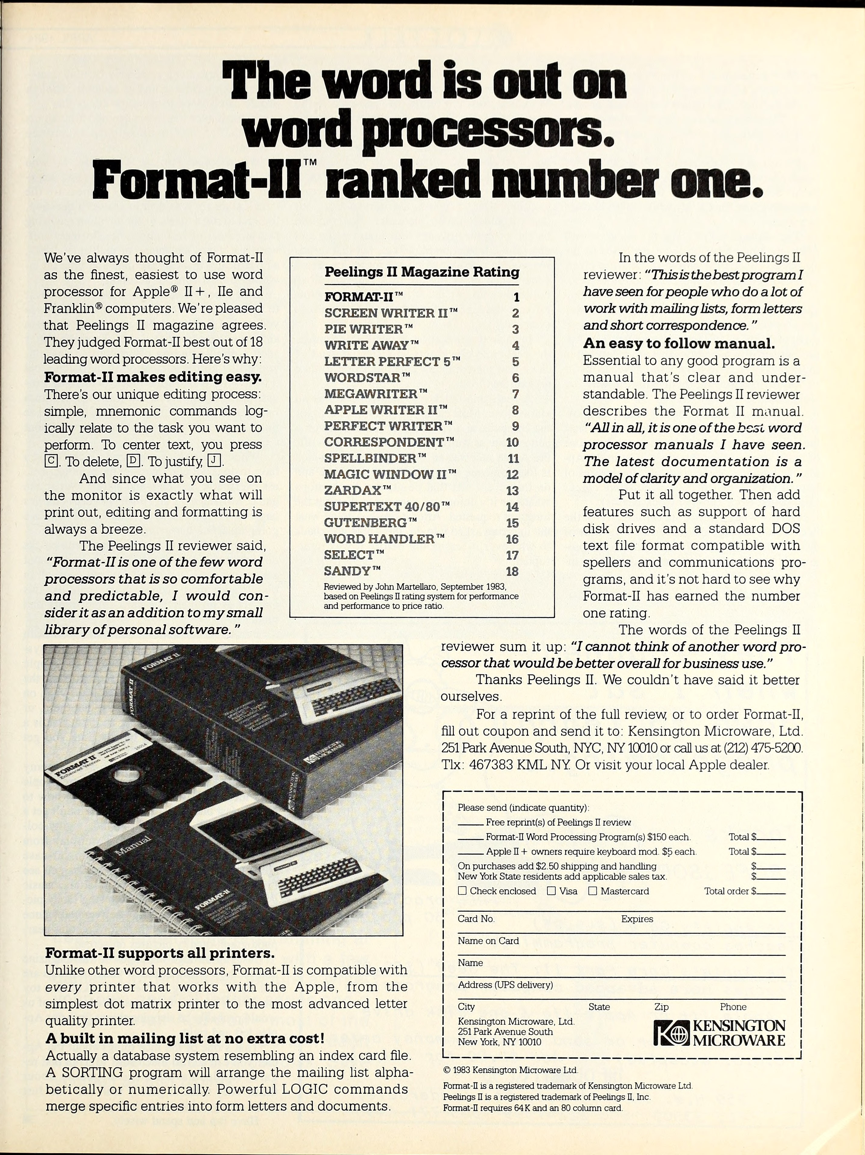 The word is out on
word processors.
Format-II™ ranked number one.
We've always thought of Format-II
as the finest, easiest to use word
processor for Apple® II+, IIe and
Franklin® computers. We're pleased
that Peelings II magazine agrees.
They judged Format-II best out of 18
leading word processors. Here's why:
Format-II makes editing easy.
There's our unique editing process:
simple, mnemonic commands log-
ically relate to the task you want to
perform. To center text, you press
C. To delete, D. To justify, J.
And since what you see on
the monitor is exactly what will
print out, editing and formatting is
always a breeze.
The Peelings II reviewer said,
"Format-II is one of the few word
processors that is so comfortable
and predictable, I would con-
sider it as an addition to my small
library of personal software."
Peelings II Magazine Rating
FORMAT-II™ 1
SCREEN WRITER II™ 2
PIE WRITER™ 3
WRITE AWAY™ 4
LETTER PERFECT 5™ 5
WORDSTAR™ 6
MEGAWRITER™ 7
APPLE WRITER II™ 8
PERFECT WRITER™ 9
CORRESPONDENT™ 10
SPELLBINDER™ 11
MAGIC WINDOW II™ 12
ZARDAX™ 13
SUPERTEXT 40/80™ 14
GUTENBERG™ 15
WORD HANDLER™ 16
SELECT™ 17
SANDY™ 18
Reviewed by John Martellaro, September 1983,
based on Peelings II rating system for performance
and performance to price ratio.
In the words of the Peelings II
reviewer: "This is the best program I
have seen for people who do a lot of
work with mailing lists, form letters
and short correspondence."
An easy to follow manual.
Essential to any good program is a
manual that's clear and under-
standable. The Peelings II reviewer
describes the Format II manual.
"All in all, it is one of the best word
processor manuals I have seen.
The latest documentation is a
model of clarity and organization."
Put it all together. Then add
features such as support of hard
disk drives and a standard DOS
text file format compatible with
spellers and communications pro-
grams, and it's not hard to see why
Format-II has earned the number
one rating.
The words of the Peelings II
reviewer sum it up: "I cannot think of another word pro-
cessor that would be better overall for business use."
Thanks Peelings II. We couldn't have said it better
ourselves.
For a reprint of the full review, or to order Format-II,
fill out coupon and send it to: Kensington Microware, Ltd.
251 Park Avenue South, NYC, NY 10010 or call us at (212) 475-5200.
Tlx: 467383 KML NY. Or visit your local Apple dealer.
FORMAT II
FORMAT II
FORMAT II
Manual
FORMAT-II
Format-II supports all printers.
Unlike other word processors, Format-II is compatible with
every printer that works with the Apple, from the
simplest dot matrix printer to the most advanced letter
quality printer.
A built in mailing list at no extra cost!
Actually a database system resembling an index card file.
A SORTING program will arrange the mailing list alpha-
betically or numerically. Powerful LOGIC commands
merge specific entries into form letters and documents.
Please send (indicate quantity):
Free reprint(s) of Peelings II review
Format-II Word Processing Program(s) $150 each. Total $
Apple II+ owners require keyboard mod. $5 each. Total $
On purchases add $2.50 shipping and handling $
New York State residents add applicable sales tax. $
Check enclosed Visa Mastercard Total order $
Card No. Expires
Name on Card
Name
Address (UPS delivery)
City State Zip Phone
Kensington Microware, Ltd.
251 Park Avenue South
New York, NY 10010
KENSINGTON
MICROWARE
© 1983 Kensington Microware Ltd.
Format-II is a registered trademark of Kensington Microware Ltd.
Peelings II is a registered trademark of Peelings II, Inc.
Format-II requires 64K and an 80 column card.